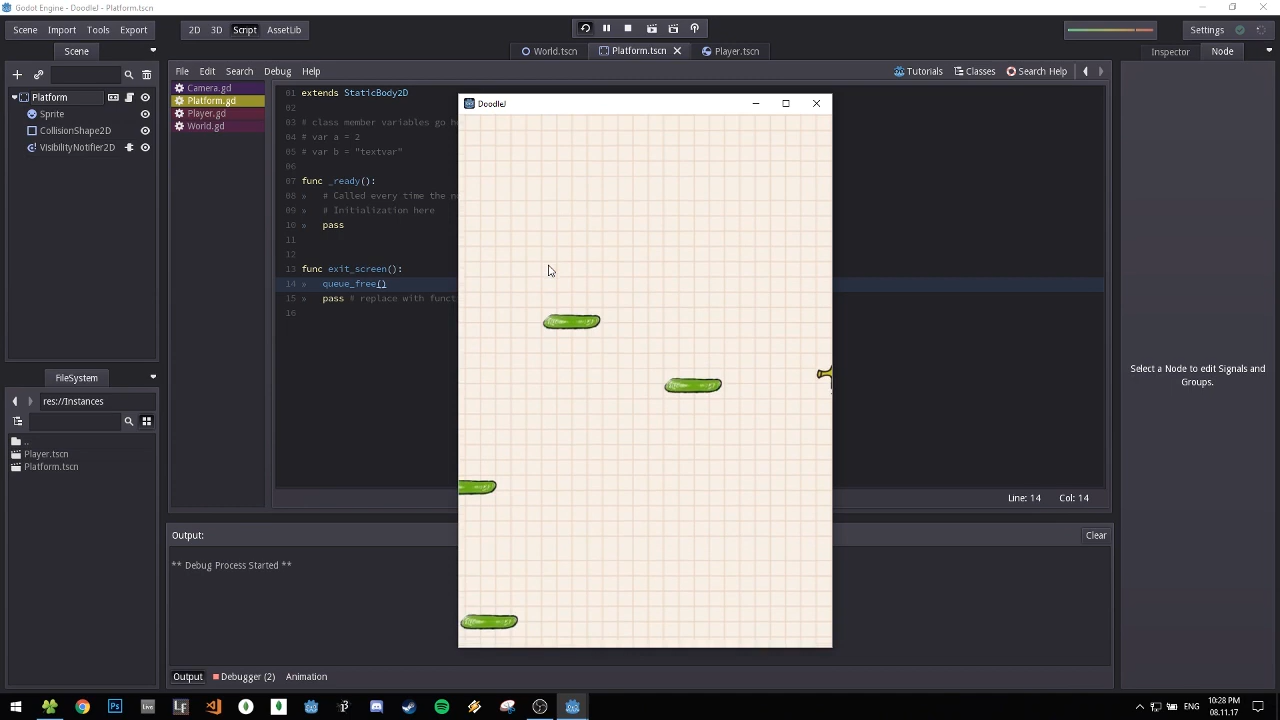 Godot Engine - DoodleJ - Platform.tscn
Scene Import Tools Export
2D 3D Script AssetLib
Settings
Scene
World.tscn Platform.tscn Player.tscn
Inspector Node
File Edit Search Debug Help
Tutorials Classes Search Help
Platform
Sprite
CollisionShape2D
VisibilityNotifier2D
Camera.gd
Platform.gd
Player.gd
World.gd
01 extends StaticBody2D
02
03 # class member variables go h
04 # var a = 2
05 # var b = "textvar"
06
07 func _ready():
08 » # Called every time the n
09 » # Initialization here
10 » pass
11
12
13 func exit_screen():
14 » queue_free()
15 » pass # replace with funct
16
DoodleJ
Select a Node to edit Signals and
Groups.
FileSystem
res://Instances
..
Player.tscn
Platform.tscn
Line: 14 Col: 14
Output:
Clear
** Debug Process Started **
Output Debugger (2) Animation
ENG
10:28 PM
08.11.17